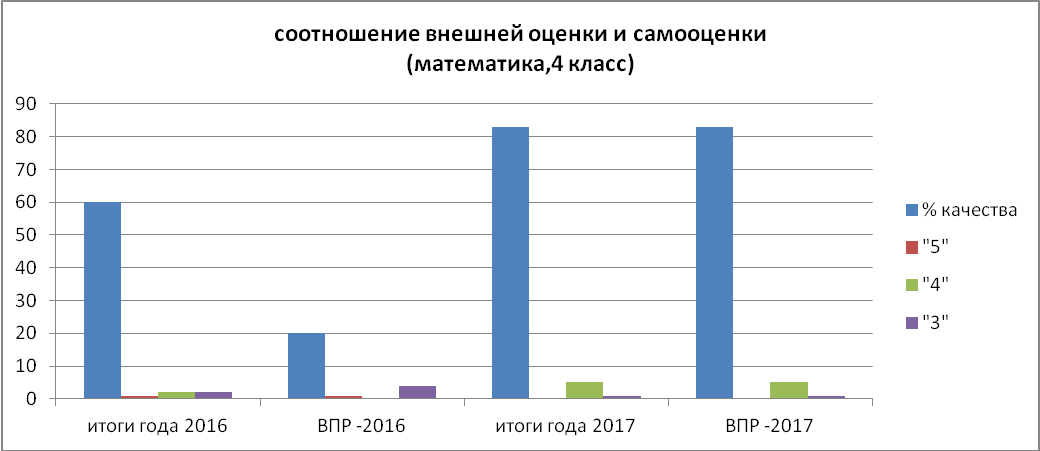 соотношение внешней оценки и самооценки
(математика,4 класс)
90
80
70
60
50
40
30
20
10
0
итоги года 2016
ВПР -2016
итоги года 2017
ВПР -2017
% качества
"5"
"4"
"3"